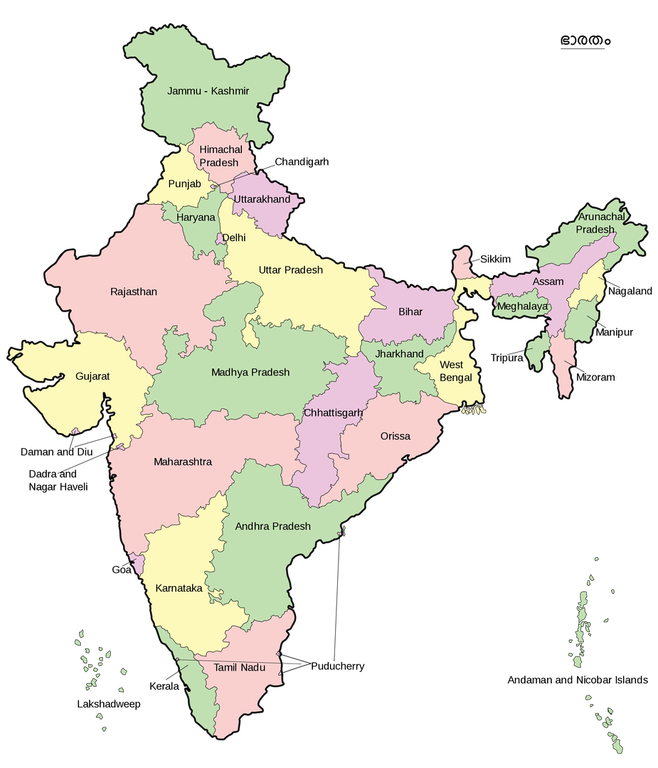 ഭാരതം
Jammu - Kashmir
Himachal
Pradesh
Chandigarh
Punjab
Uttarakhand
Haryana
Delhi
Arunachal
Pradesh
Sikkim
Uttar Pradesh
Assam
Rajasthan
Nagaland
Meghalaya
Bihar
Manipur
Jharkhand
Tripura
West
Bengal
Gujarat
Madhya Pradesh
Mizoram
Chhattisgarh
Orissa
Daman and Diu
Maharashtra
Dadra and
Nagar Haveli
Andhra Pradesh
Goa
Karnataka
Tamil Nadu
Puducherry
Andaman and Nicobar Islands
Kerala
Lakshadweep